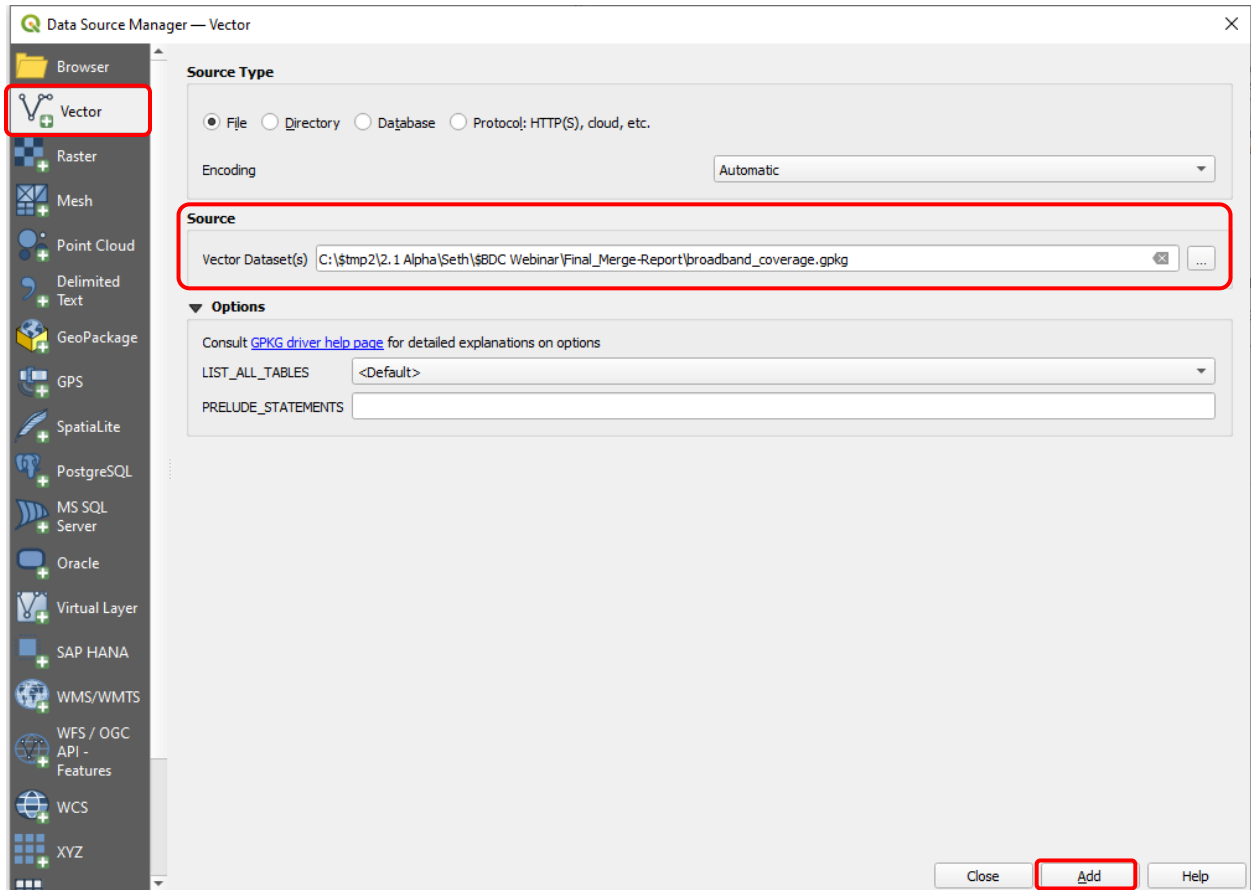 Data Source Manager — Vector
Browser
Vector
Raster
Mesh
Point Cloud
Delimited
Text
GeoPackage
GPS
SpatiaLite
PostgreSQL
MS SQL
Server
Oracle
Virtual Layer
SAP HANA
WMS/WMTS
WFS / OGC
API -
Features
WCS
XYZ
Source Type
File Directory Database Protocol: HTTP(S), cloud, etc.
Encoding Automatic
Source
Vector Dataset(s) C:\$tmp2\2.1 Alpha\Seth\$BDC Webinar\Final_Merge-Report\broadband_coverage.gpkg ...
Options
Consult GPKG driver help page for detailed explanations on options
LIST_ALL_TABLES <Default>
PRELUDE_STATEMENTS
Close Add Help